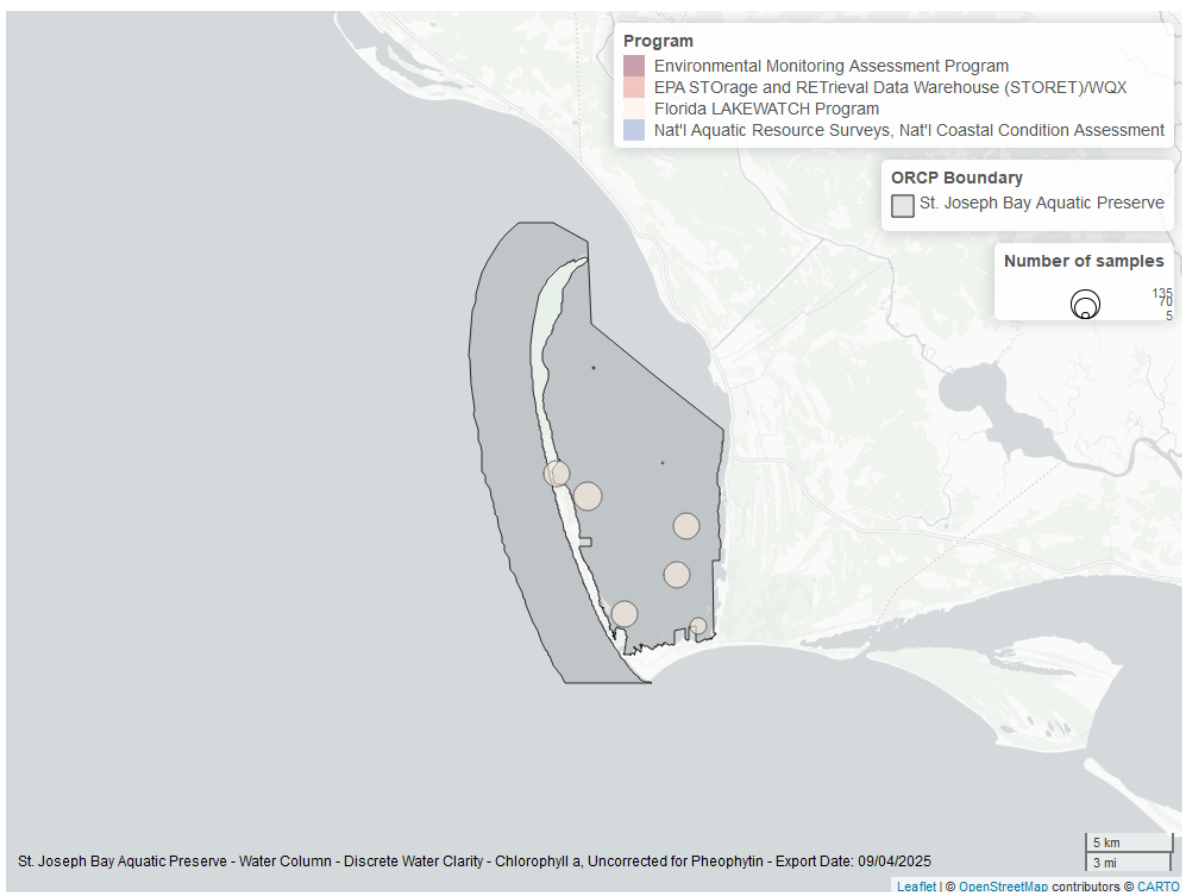 Program
Environmental Monitoring Assessment Program
EPA STOrage and RETrieval Data Warehouse (STORET)/WQX
Florida LAKEWATCH Program
Nat'l Aquatic Resource Surveys, Nat'l Coastal Condition Assessment
ORCP Boundary
St. Joseph Bay Aquatic Preserve
Number of samples
135
70
5
5 km
3 mi
St. Joseph Bay Aquatic Preserve - Water Column - Discrete Water Clarity - Chlorophyll a, Uncorrected for Pheophytin - Export Date: 09/04/2025
Leaflet | © OpenStreetMap contributors © CARTO